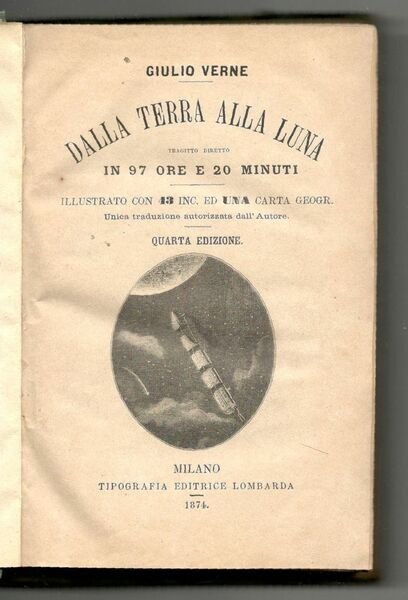 GIULIO VERNE
DALLA TERRA ALLA LUNA
TRAGITTO DIRETTO
IN 97 ORE E 20 MINUTI
ILLUSTRATO CON 43 INC. ED UNA CARTA GEOGR.
Unica traduzione autorizzata dall'Autore.
QUARTA EDIZIONE.
MILANO
TIPOGRAFIA EDITRICE LOMBARDA
1874.